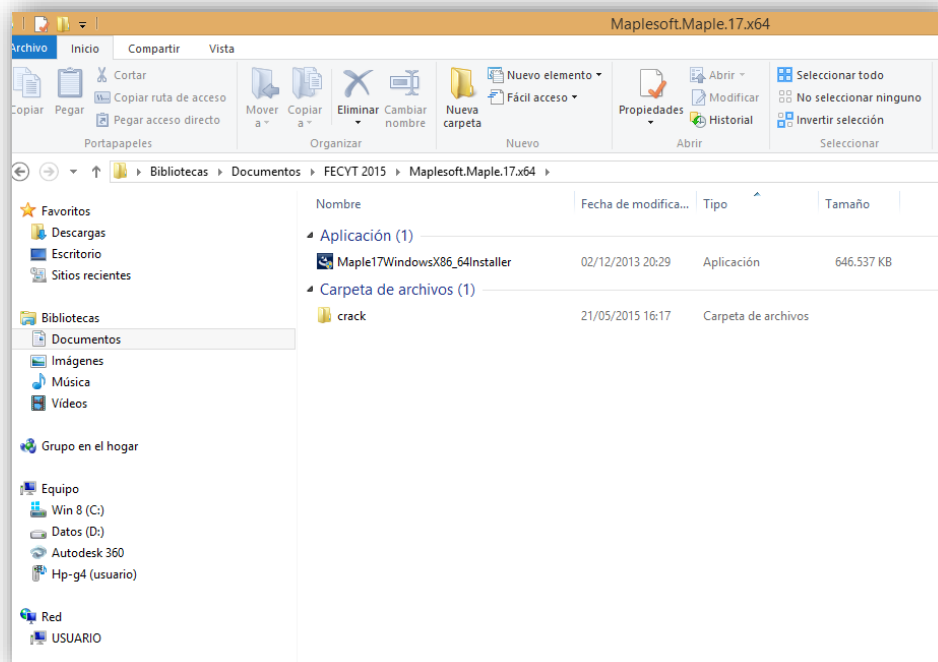 Maplesoft.Maple.17.x64
Archivo Inicio Compartir Vista
Copiar
Pegar
Cortar
Copiar ruta de acceso
Pegar acceso directo
Portapapeles
Mover a
Copiar a
Eliminar
Cambiar nombre
Organizar
Nueva carpeta
Nuevo elemento
Fácil acceso
Nuevo
Propiedades
Abrir
Modificar
Historial
Abrir
Seleccionar todo
No seleccionar ninguno
Invertir selección
Seleccionar
Bibliotecas Documentos FECYT 2015 Maplesoft.Maple.17.x64
Favoritos
Descargas
Escritorio
Sitios recientes
Bibliotecas
Documentos
Imágenes
Música
Vídeos
Grupo en el hogar
Equipo
Win 8 (C:)
Datos (D:)
Autodesk 360
Hp-g4 (usuario)
Red
USUARIO
Nombre Fecha de modifica... Tipo Tamaño
Aplicación (1)
Maple17WindowsX86_64Installer 02/12/2013 20:29 Aplicación 646.537 KB
Carpeta de archivos (1)
crack 21/05/2015 16:17 Carpeta de archivos